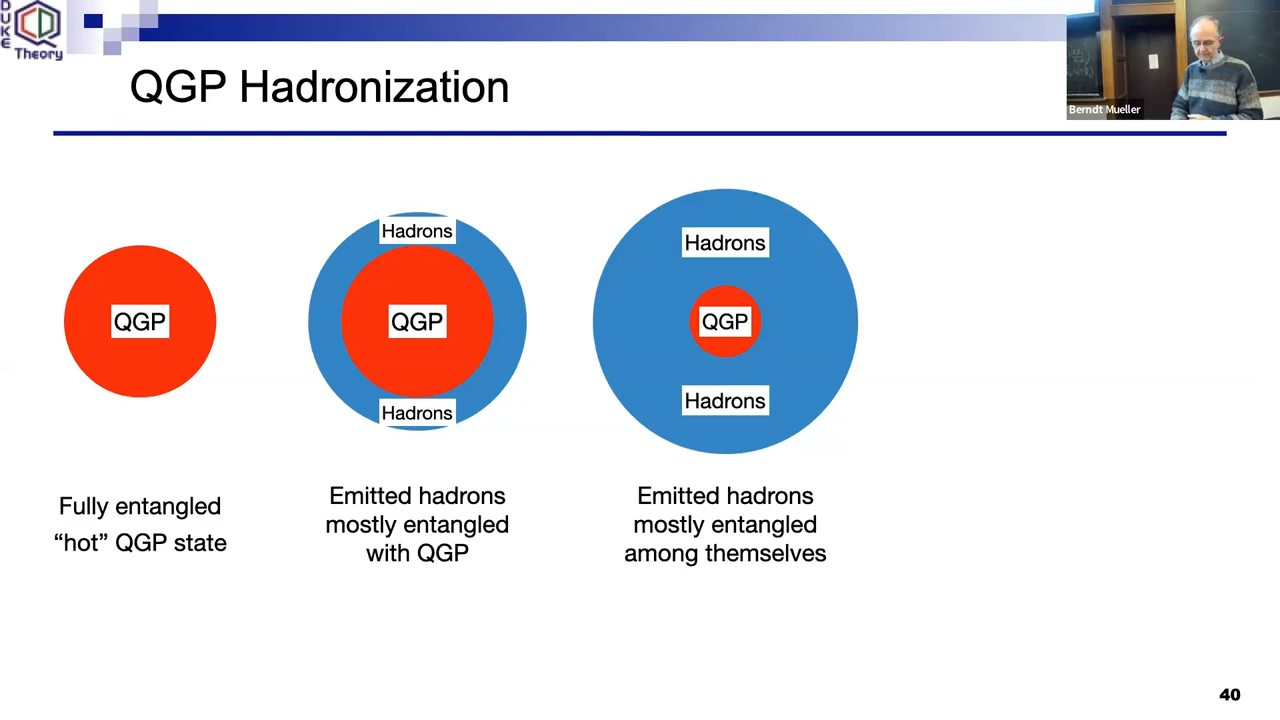 DUKE
Theory
QGP Hadronization
Berndt Mueller
QGP
Hadrons
QGP
Hadrons
Hadrons
QGP
Hadrons
Fully entangled
“hot” QGP state
Emitted hadrons
mostly entangled
with QGP
Emitted hadrons
mostly entangled
among themselves
40